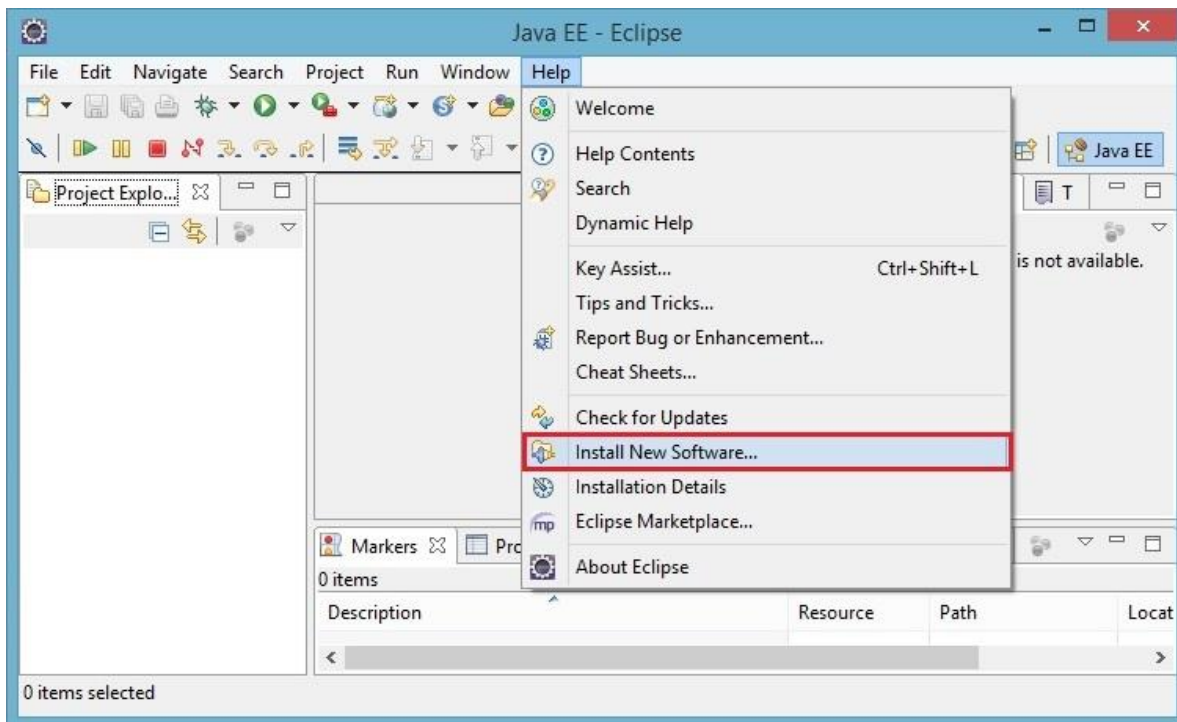 Java EE - Eclipse
File Edit Navigate Search Project Run Window Help
Welcome
Help Contents
Search
Dynamic Help
Key Assist... Ctrl+Shift+L
Tips and Tricks...
Report Bug or Enhancement...
Cheat Sheets...
Check for Updates
Install New Software...
Installation Details
mp Eclipse Marketplace...
About Eclipse
Java EE
Project Explo...
T
is not available.
Markers Pro
0 items
Description Resource Path Locat
0 items selected